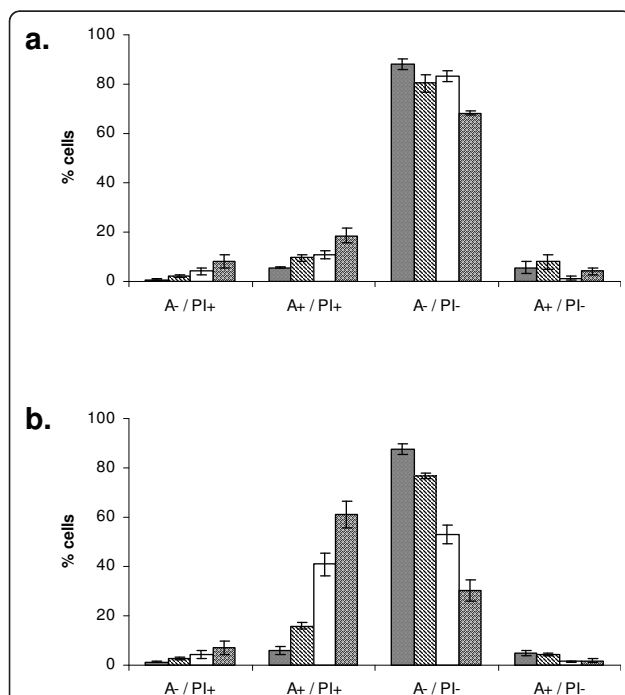 a.
100
80
60
40
20
0
% cells
A- / PI+ A+ / PI+ A- / PI- A+ / PI-
b.
100
80
60
40
20
0
% cells
A- / PI+ A+ / PI+ A- / PI- A+ / PI-